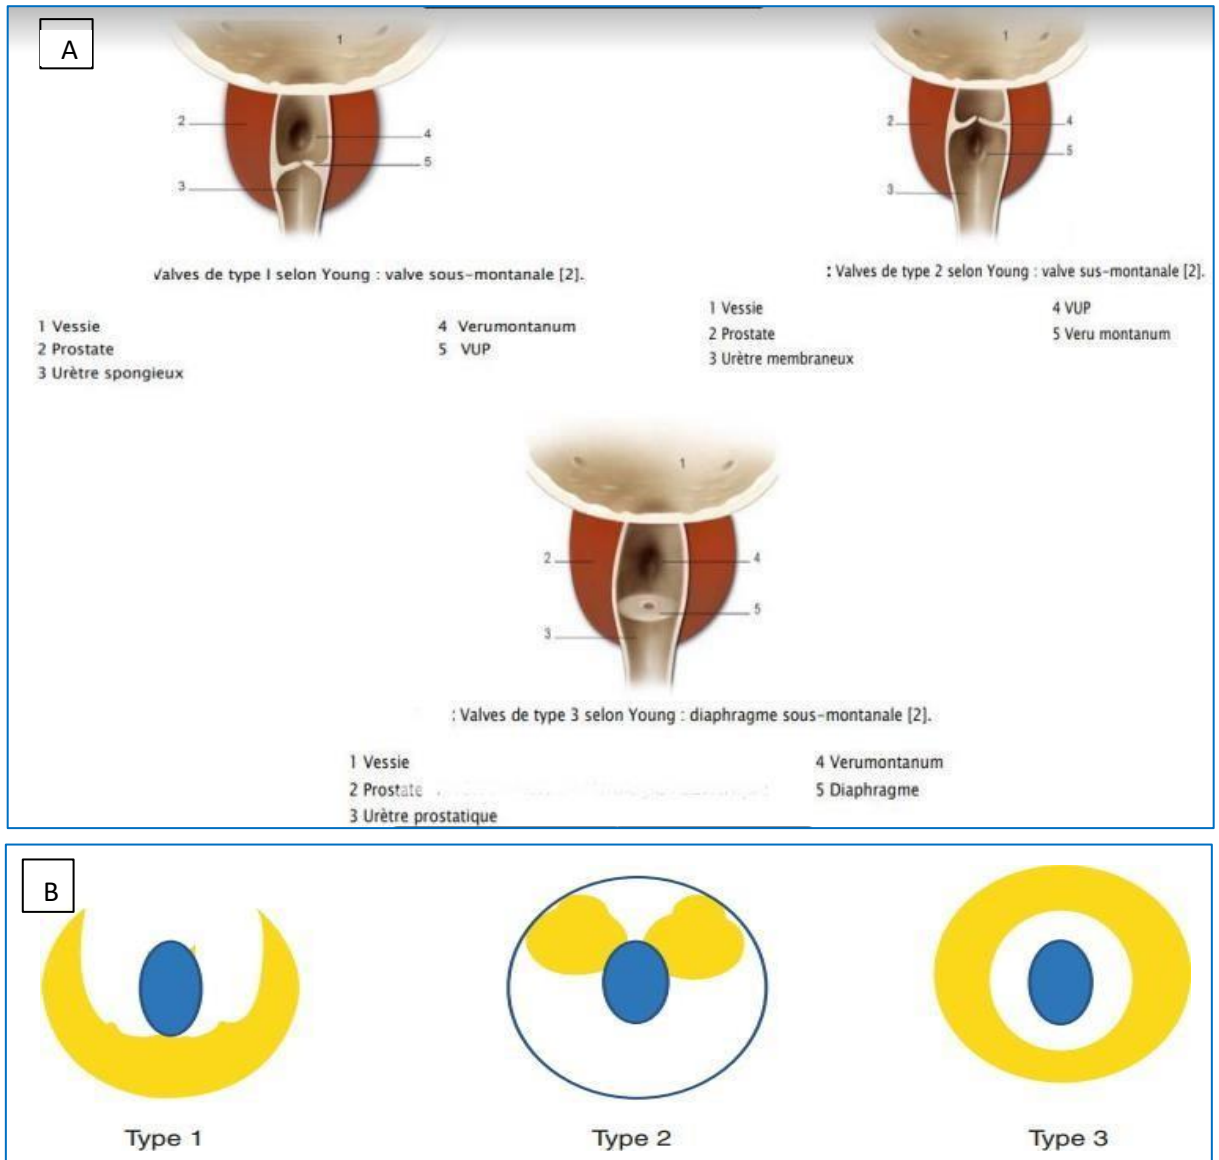 A
1
2
4
5
3
Valves de type I selon Young : valve sous-montanale [2].
1 Vessie
2 Prostate
3 Urètre spongieux
4 Verumontanum
5 VUP
1
2
4
5
3
: Valves de type 2 selon Young : valve sus-montanale [2].
1 Vessie
2 Prostate
3 Urètre membraneux
4 VUP
5 Veru montanum
1
2
4
5
3
: Valves de type 3 selon Young : diaphragme sous-montanale [2].
1 Vessie
2 Prostate
3 Urètre prostatique
4 Verumontanum
5 Diaphragme
B
Type 1
Type 2
Type 3